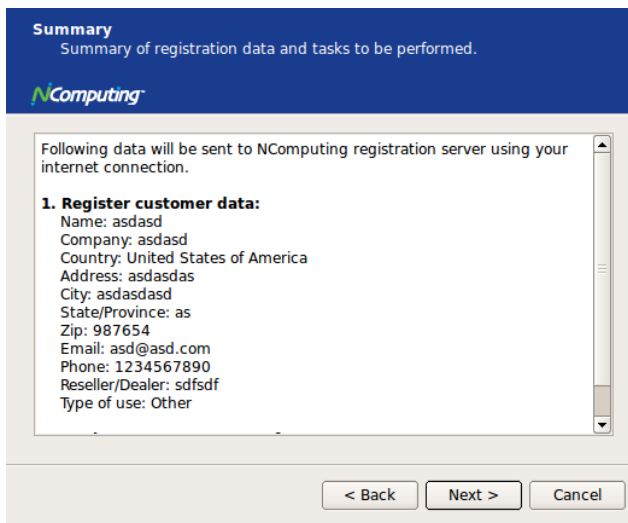 Summary
Summary of registration data and tasks to be performed.
NComputing
Following data will be sent to NComputing registration server using your
internet connection.
1. Register customer data:
Name: asdasd
Company: asdasd
Country: United States of America
Address: asdasdas
City: asdasdasd
State/Province: as
Zip: 987654
Email: asd@asd.com
Phone: 1234567890
Reseller/Dealer: sdfsdf
Type of use: Other
< Back Next > Cancel